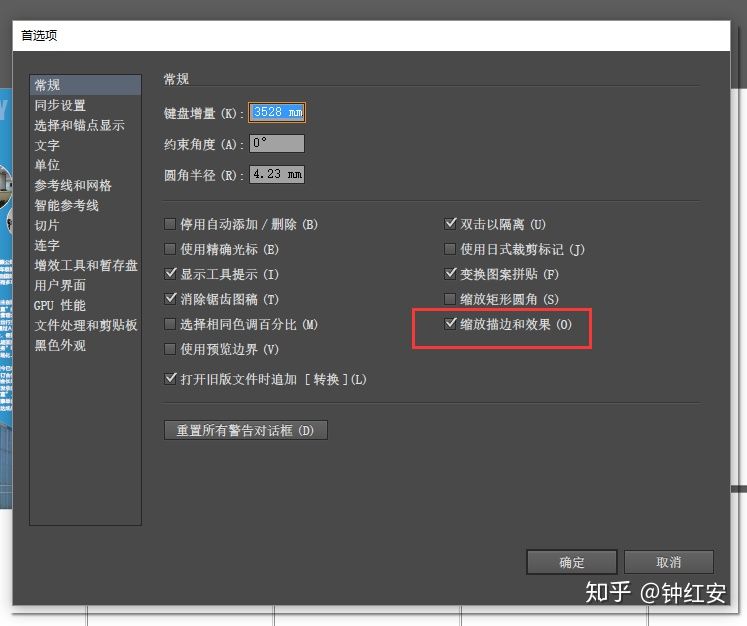 首选项
常规
同步设置
选择和锚点显示
文字
单位
参考线和网格
智能参考线
切片
连字
增效工具和暂存盘
用户界面
GPU 性能
文件处理和剪贴板
黑色外观
常规
键盘增量 (K): 3528 mm
约束角度 (A): 0°
圆角半径 (R): 4.23 mm
停用自动添加 / 删除 (B)
双击以隔离 (U)
使用精确光标 (E)
使用日式裁剪标记 (J)
显示工具提示 (I)
变换图案拼贴 (F)
消除锯齿图稿 (T)
缩放矩形圆角 (S)
选择相同色调百分比 (M)
缩放描边和效果 (O)
使用预览边界 (V)
打开旧版文件时追加 [ 转换 ](L)
重置所有警告对话框 (D)
确定
取消
知乎 @钟红安